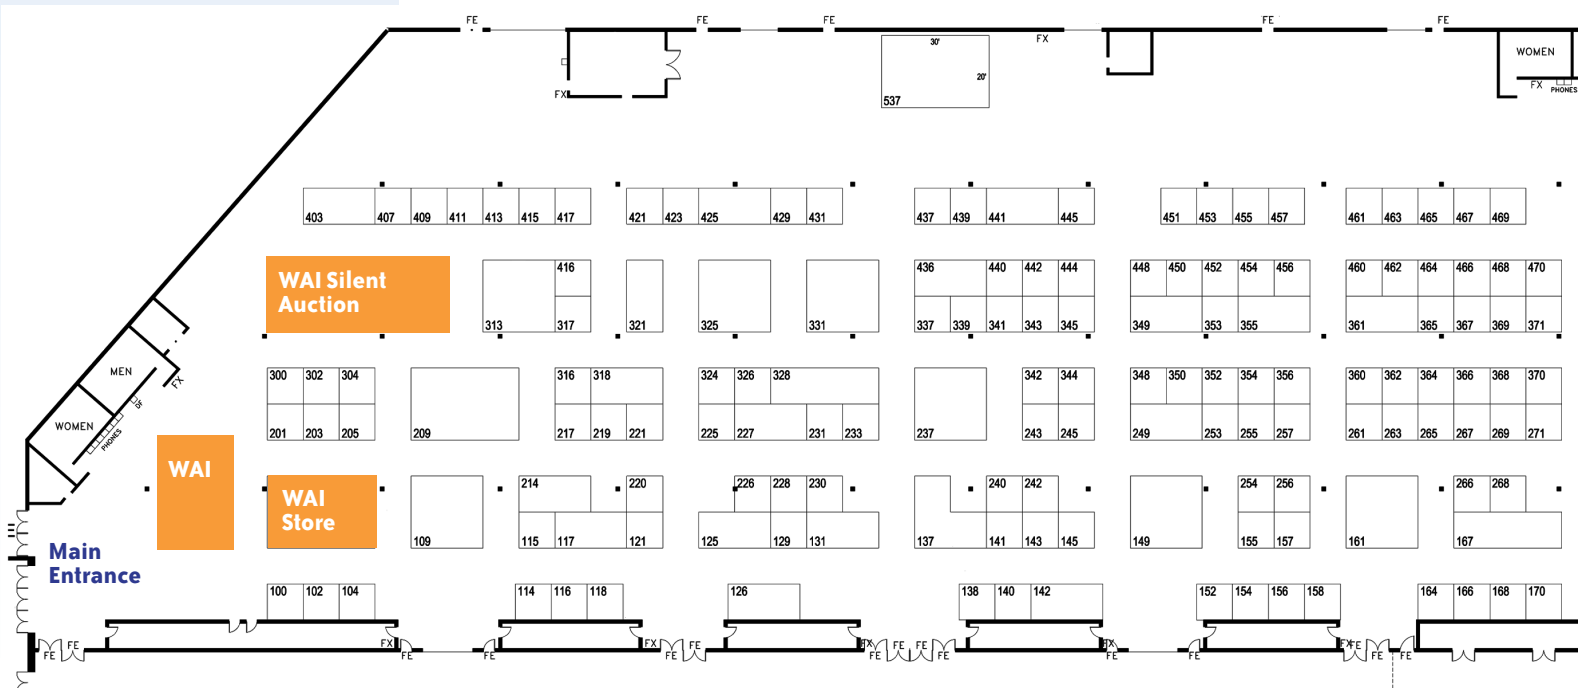 FE FE FE FE FE
30'
FX
20'
537
WOMEN
FX
FX
PHONES
403 407 409 411 413 415 417 421 423 425 429 431 437 439 441 445 451 453 455 457 461 463 465 467 469
WAI Silent
Auction
416 436 440 442 444 448 450 452 454 456 460 462 464 466 468 470
313 317 321 325 331 337 339 341 343 345 349 353 355 361 365 367 369 371
MEN
FX
DF
WOMEN
PHONES
300 302 304 316 318 324 326 328 342 344 348 350 352 354 356 360 362 364 366 368 370
201 203 205 209 217 219 221 225 227 231 233 237 243 245 249 253 255 257 261 263 265 267 269 271
WAI
WAI
Store
214 220 226 228 230 240 242 254 256 266 268
109 115 117 121 125 129 131 137 141 143 145 149 155 157 161 167
Main
Entrance
100 102 104 114 116 118 126 138 140 142 152 154 156 158 164 166 168 170
FE FX FX FX FX FX
FE FE FE FE FE FE FE FE FE FE FE FE FE